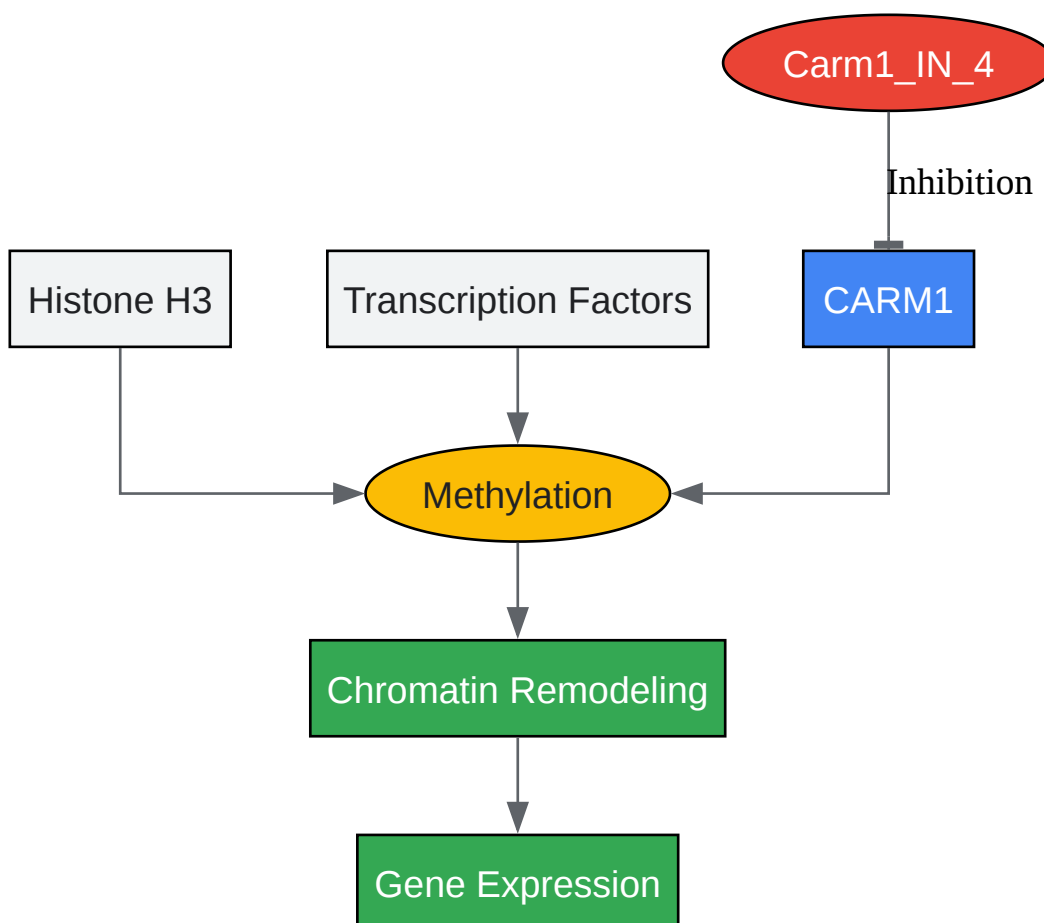 Carm1_IN_4
Inhibition
Histone H3
Transcription Factors
CARM1
Methylation
Chromatin Remodeling
Gene Expression